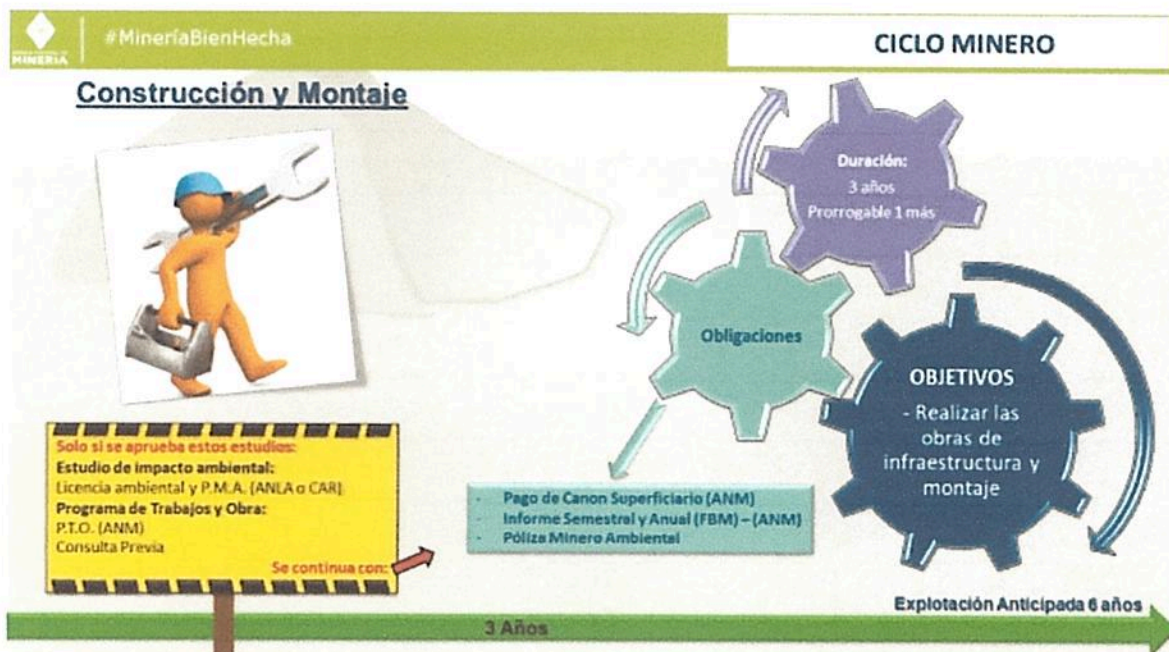 MINERÍA
#MineríaBienHecha
CICLO MINERO
Construcción y Montaje
Duración:
3 años
Prorrogable 1 más
Obligaciones
OBJETIVOS
- Realizar las
obras de
infraestructura y
montaje
Solo si se aprueba estos estudios:
Estudio de impacto ambiental:
Licencia ambiental y P.M.A. (ANLA o CAR).
Programa de Trabajos y Obra:
P.T.O. (ANM)
Consulta Previa
Se continua con:
- Pago de Canon Superficiario (ANM)
- Informe Semestral y Anual (FBM) – (ANM)
- Póliza Minero Ambiental
Explotación Anticipada 6 años
3 Años